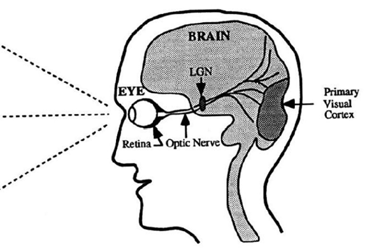 BRAIN
LGN
EYE
Primary
Visual
Cortex
Retina
Optic Nerve